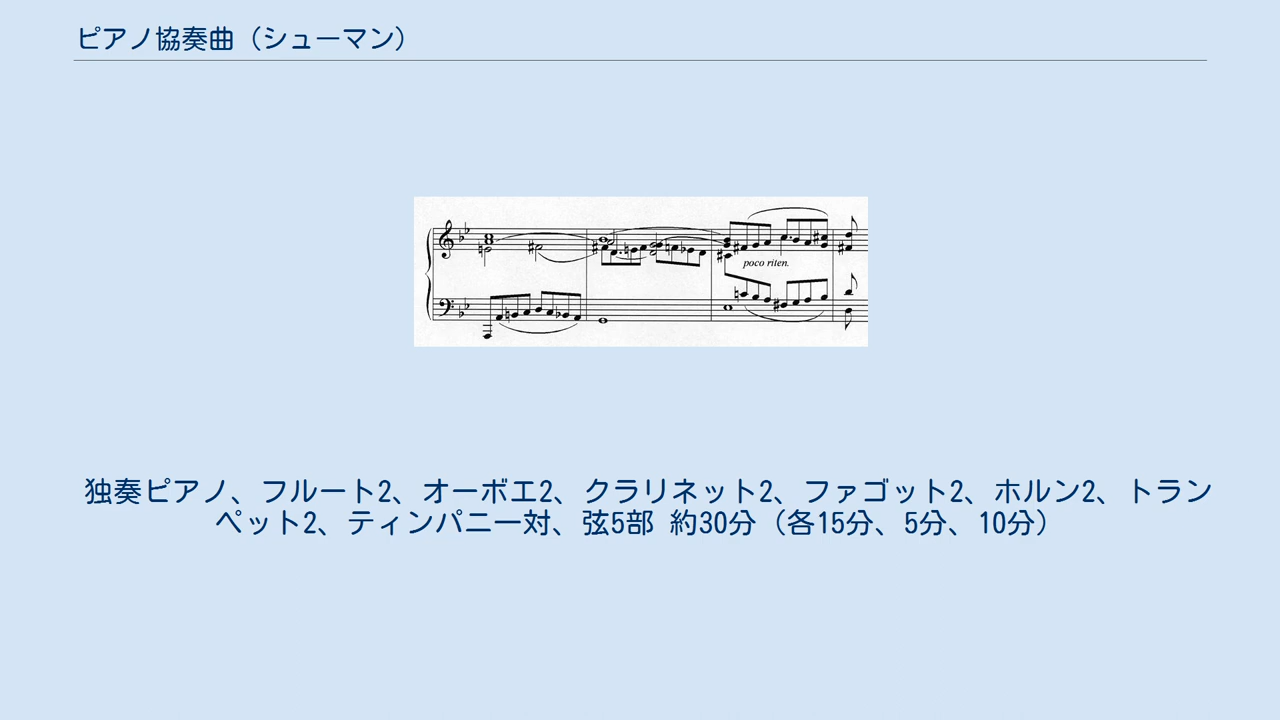 ピアノ協奏曲（シューマン）
poco riten.
独奏ピアノ、フルート2、オーボエ2、クラリネット2、ファゴット2、ホルン2、トラン
ペット2、ティンパニ一対、弦5部 約30分（各15分、5分、10分）